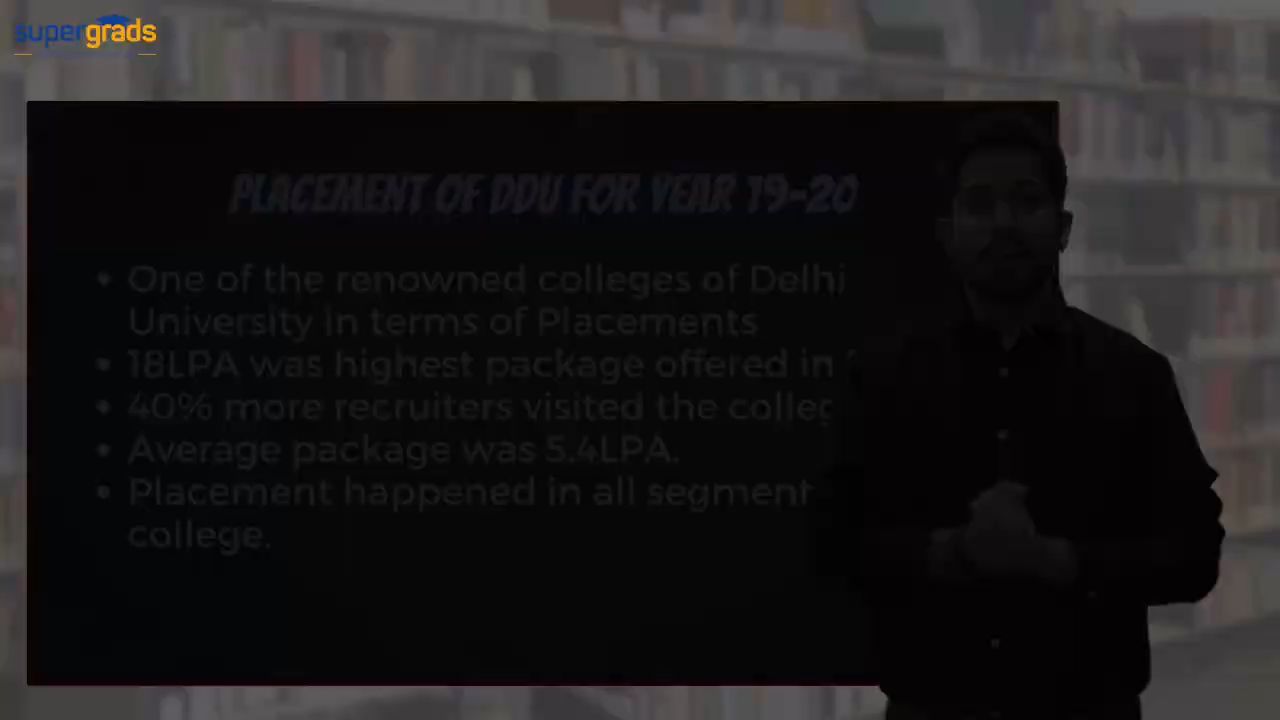 supergrads
PLACEMENT OF DDU FOR YEAR 19-20
• One of the renowned colleges of Delhi
University in terms of Placements
• 18LPA was highest package offered in
• 40% more recruiters visited the colleg
• Average package was 5.4LPA.
• Placement happened in all segment
college.